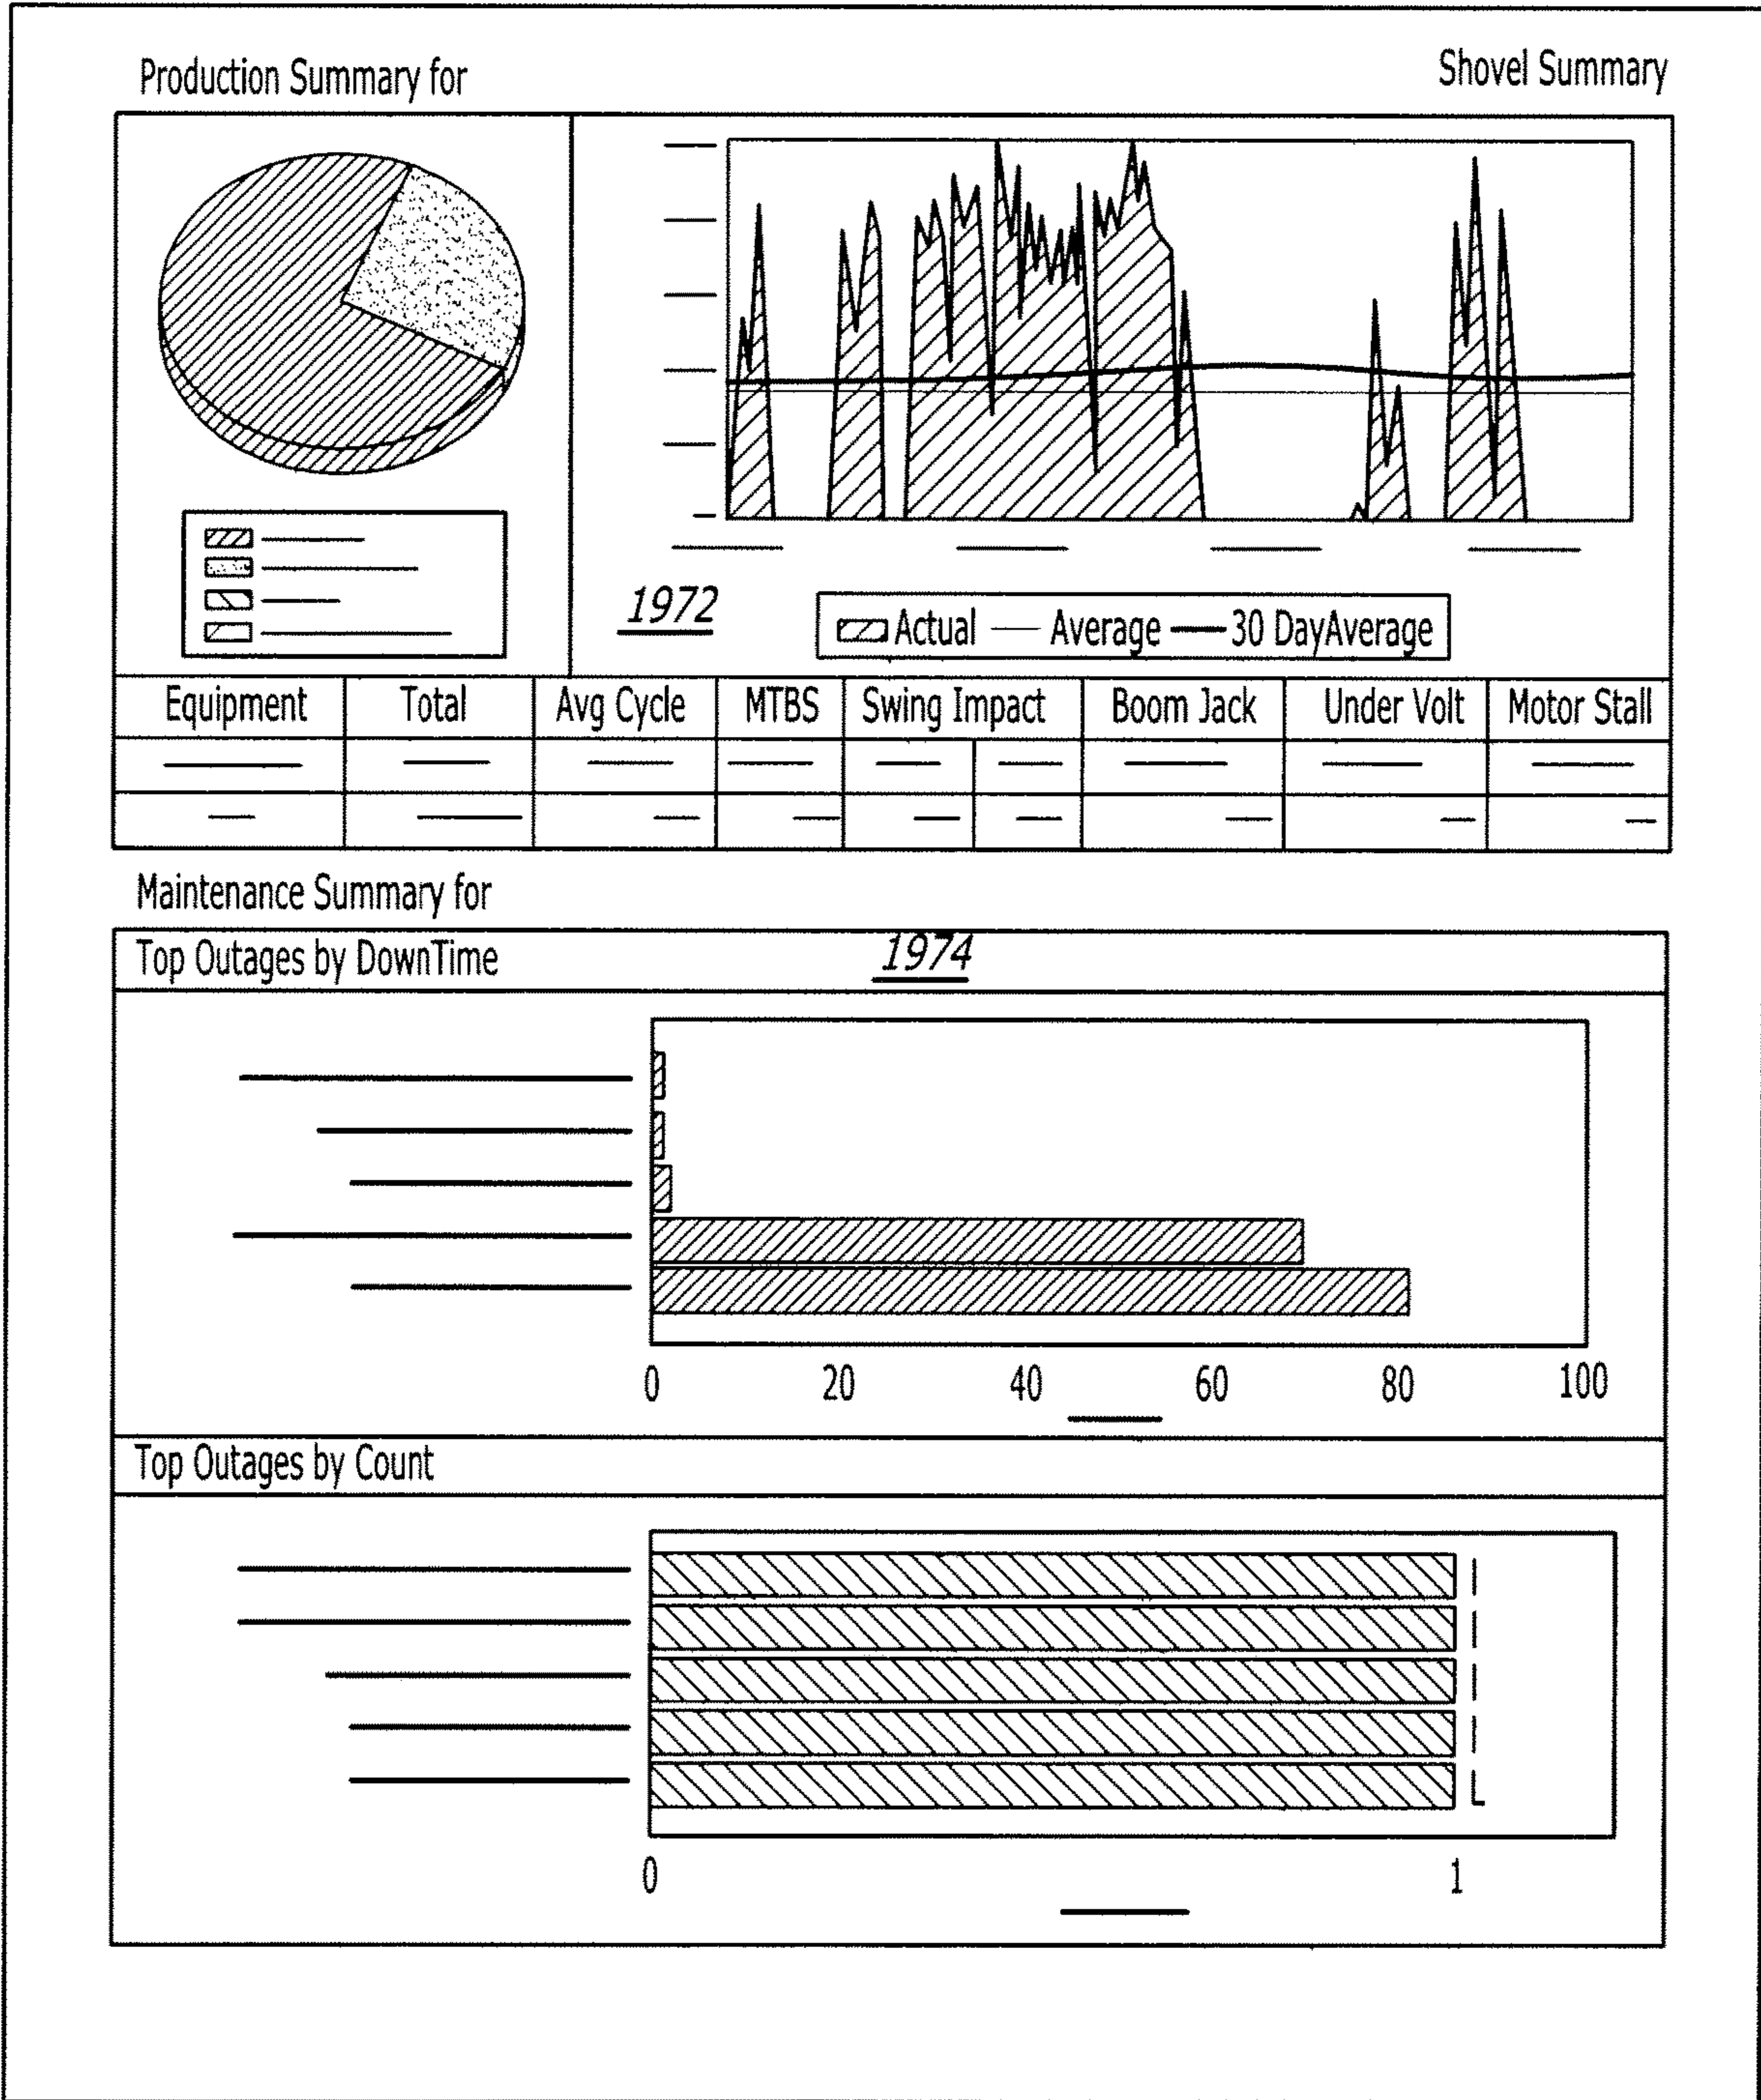 Production Summary for
Shovel Summary
1972
Actual Average 30 DayAverage
Equipment Total Avg Cycle MTBS Swing Impact Boom Jack Under Volt Motor Stall
Maintenance Summary for
Top Outages by DownTime
1974
0 20 40 60 80 100
Top Outages by Count
0 1